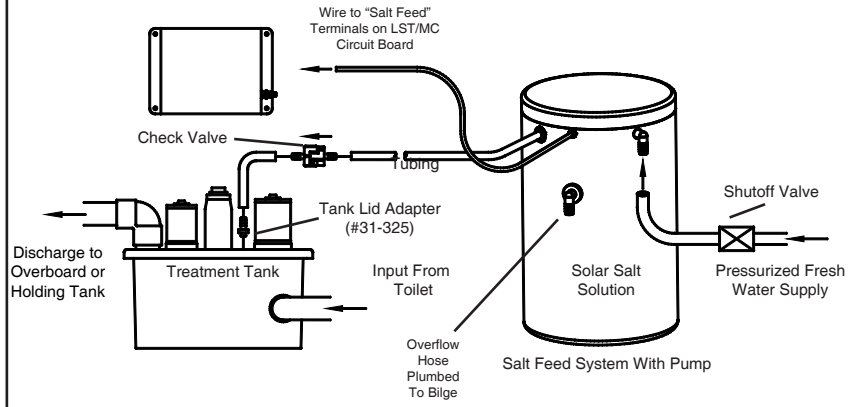 Wire to “Salt Feed”
Terminals on LST/MC
Circuit Board
Check Valve
Tubing
Shutoff Valve
Tank Lid Adapter
(#31-325)
Discharge to
Overboard or
Holding Tank
Treatment Tank
Input From
Toilet
Solar Salt
Solution
Pressurized Fresh
Water Supply
Overflow
Hose
Plumbed
To Bilge
Salt Feed System With Pump